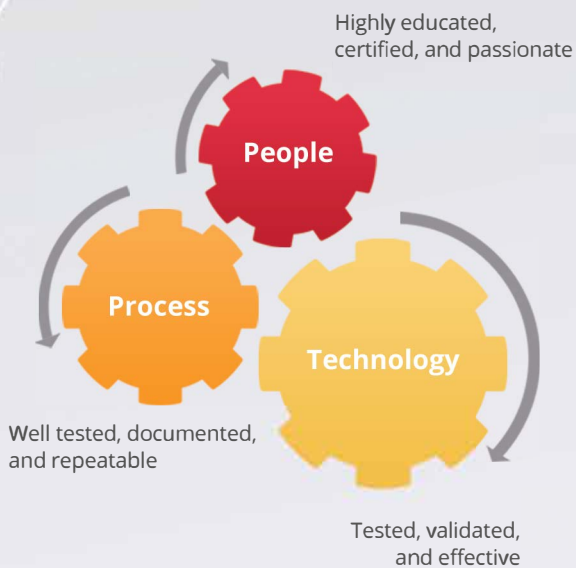 Highly educated,
certified, and passionate
People
Process
Technology
Well tested, documented,
and repeatable
Tested, validated,
and effective